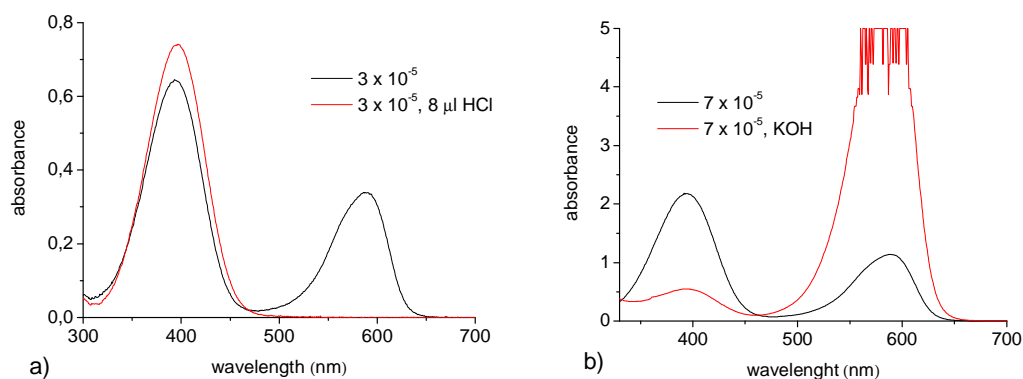 0,8
0,6
0,4
0,2
0,0
absorbance
3 x 10-5
3 x 10-5, 8 μl HCl
300 400 500 600 700
wavelength (nm)
a)
5
4
3
2
1
0
absorbance
7 x 10-5
7 x 10-5, KOH
400 500 600 700
wavelenght (nm)
b)